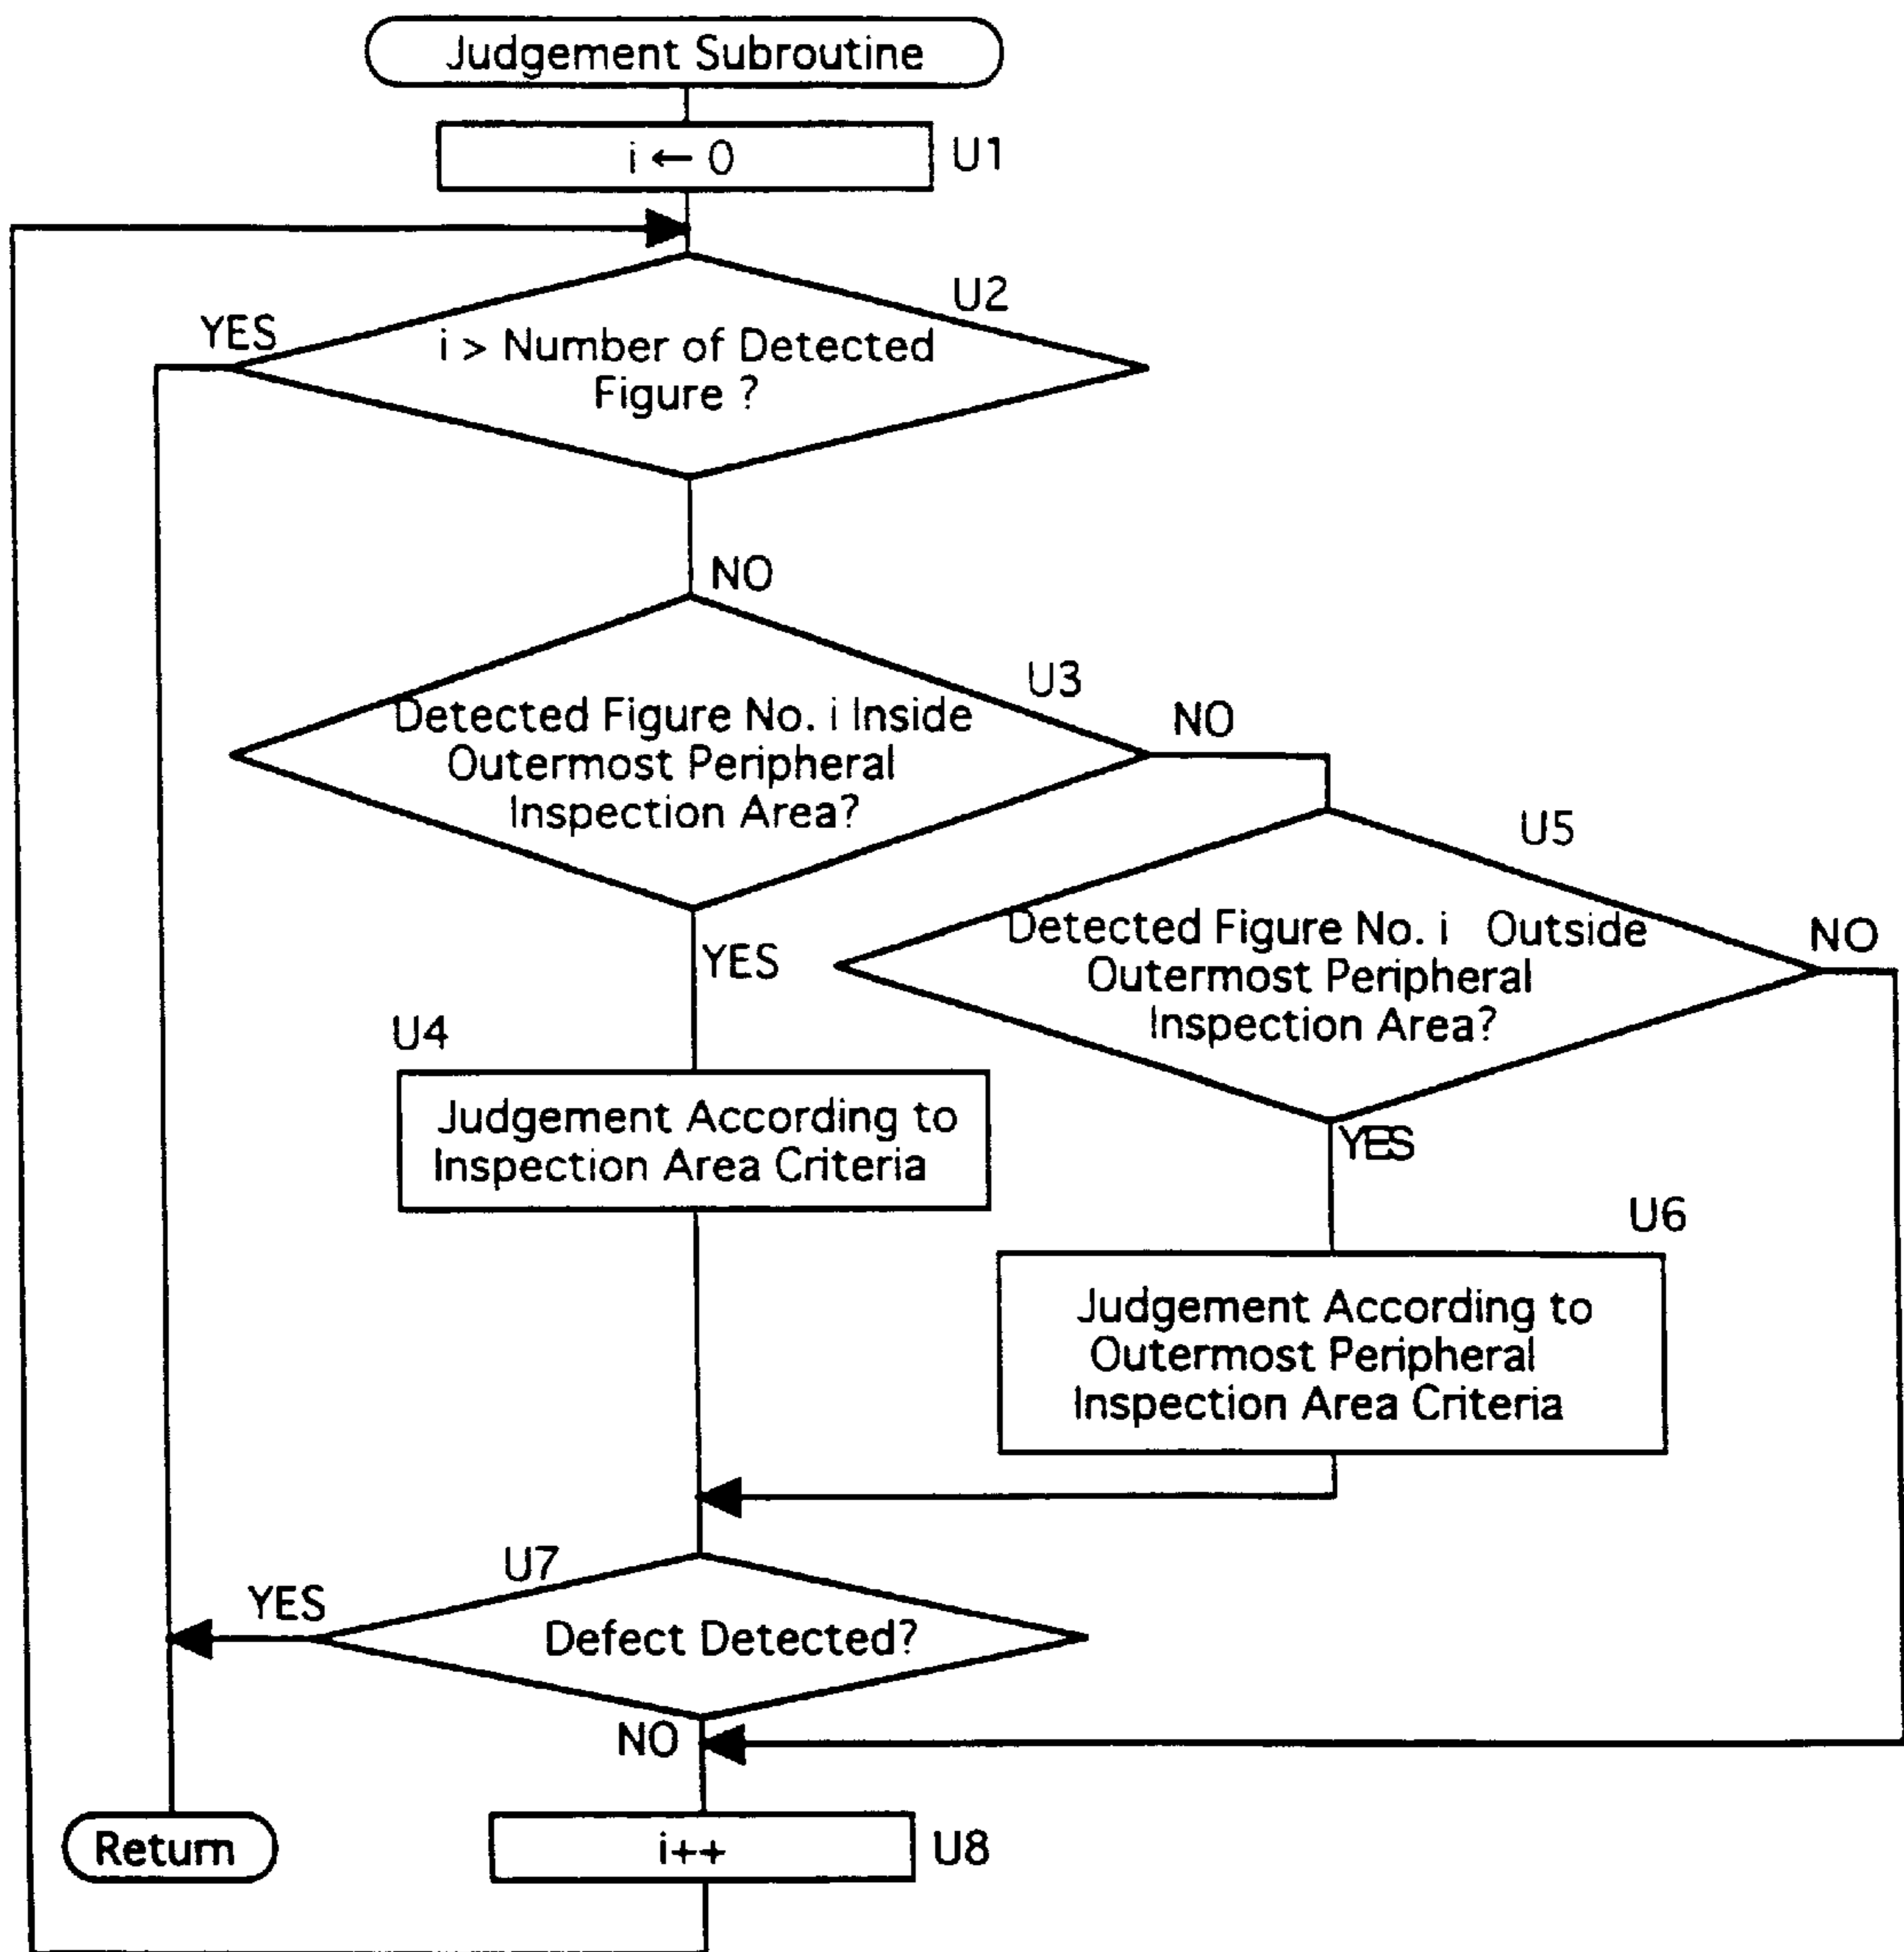 Judgement Subroutine
i ← 0
U1
U2
YES
i > Number of Detected
Figure ?
NO
U3
Detected Figure No. i Inside
Outermost Peripheral
Inspection Area?
NO
U5
Detected Figure No. i Outside
Outermost Peripheral
Inspection Area?
NO
YES
U4
Judgement According to
Inspection Area Criteria
YES
U6
Judgement According to
Outermost Peripheral
Inspection Area Criteria
U7
YES
Defect Detected?
NO
Return
i++
U8